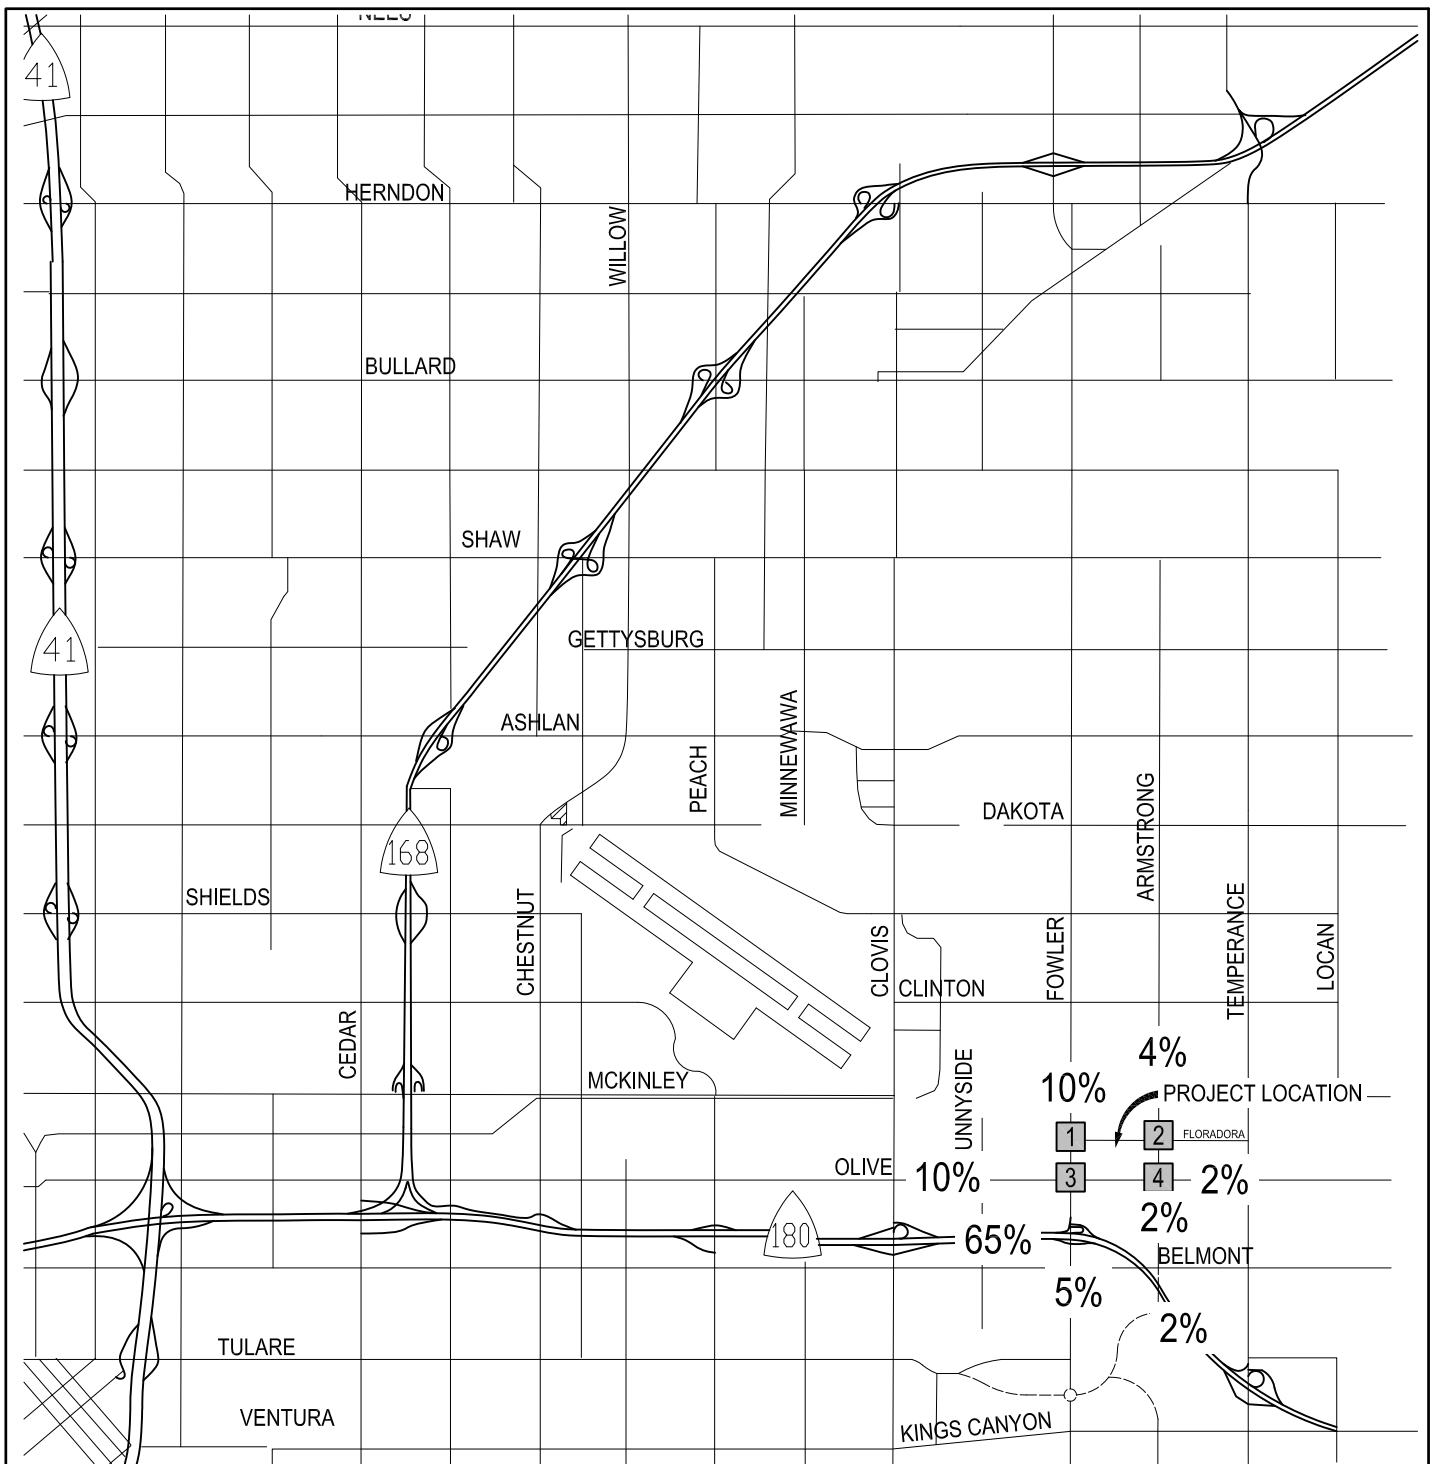 41
HERNDON
WILLOW
BULLARD
SHAW
41
GETTYSBURG
ASHLAN
PEACH
MINNEWAWA
DAKOTA
ARMSTRONG
168
SHIELDS
CHESTNUT
CLOVIS
CLINTON
FOWLER
TEMPERANCE
LOCAN
CEDAR
MCKINLEY
UNNYSIDE
4%
10%
PROJECT LOCATION
1
2
FLORADORA
OLIVE
10%
3
4
2%
2%
180
65%
BELMONT
5%
2%
TULARE
VENTURA
KINGS CANYON